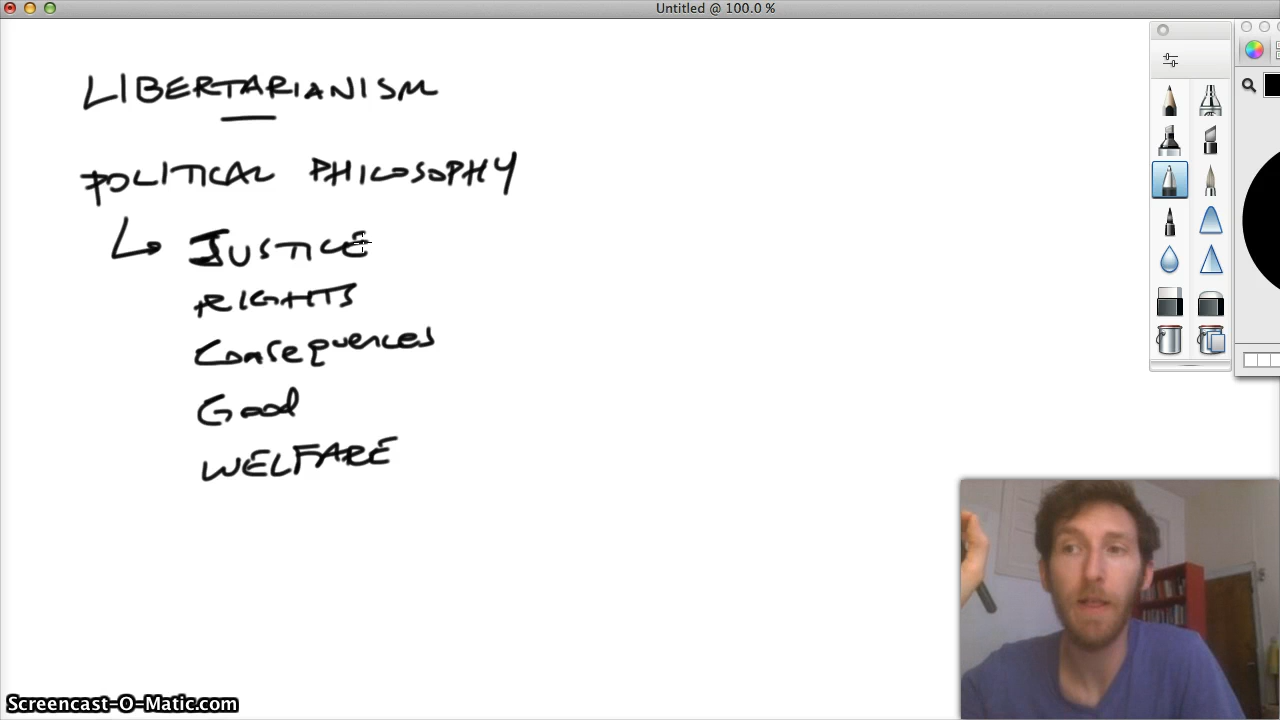 Untitled @ 100.0 %
LIBERTARIANISM
POLITICAL PHILOSOPHY
JUSTICE
RIGHTS
Consequences
Good
WELFARE
Screencast-O-Matic.com